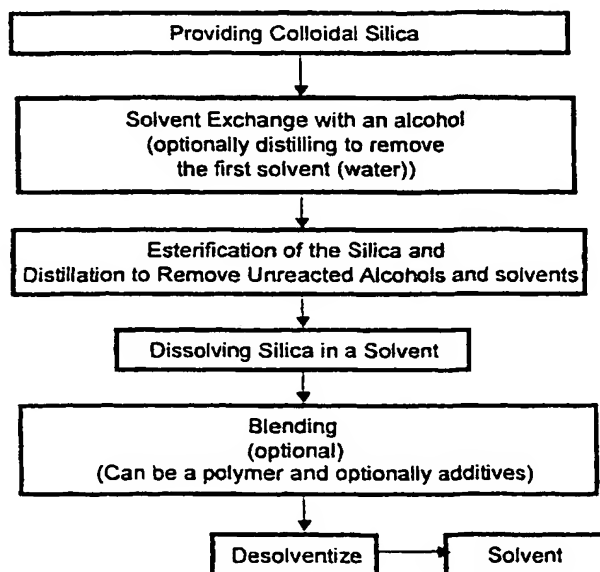 Providing Colloidal Silica
Solvent Exchange with an alcohol
(optionally distilling to remove
the first solvent (water))
Esterification of the Silica and
Distillation to Remove Unreacted Alcohols and solvents
Dissolving Silica in a Solvent
Blending
(optional)
(Can be a polymer and optionally additives)
Desolventize
Solvent